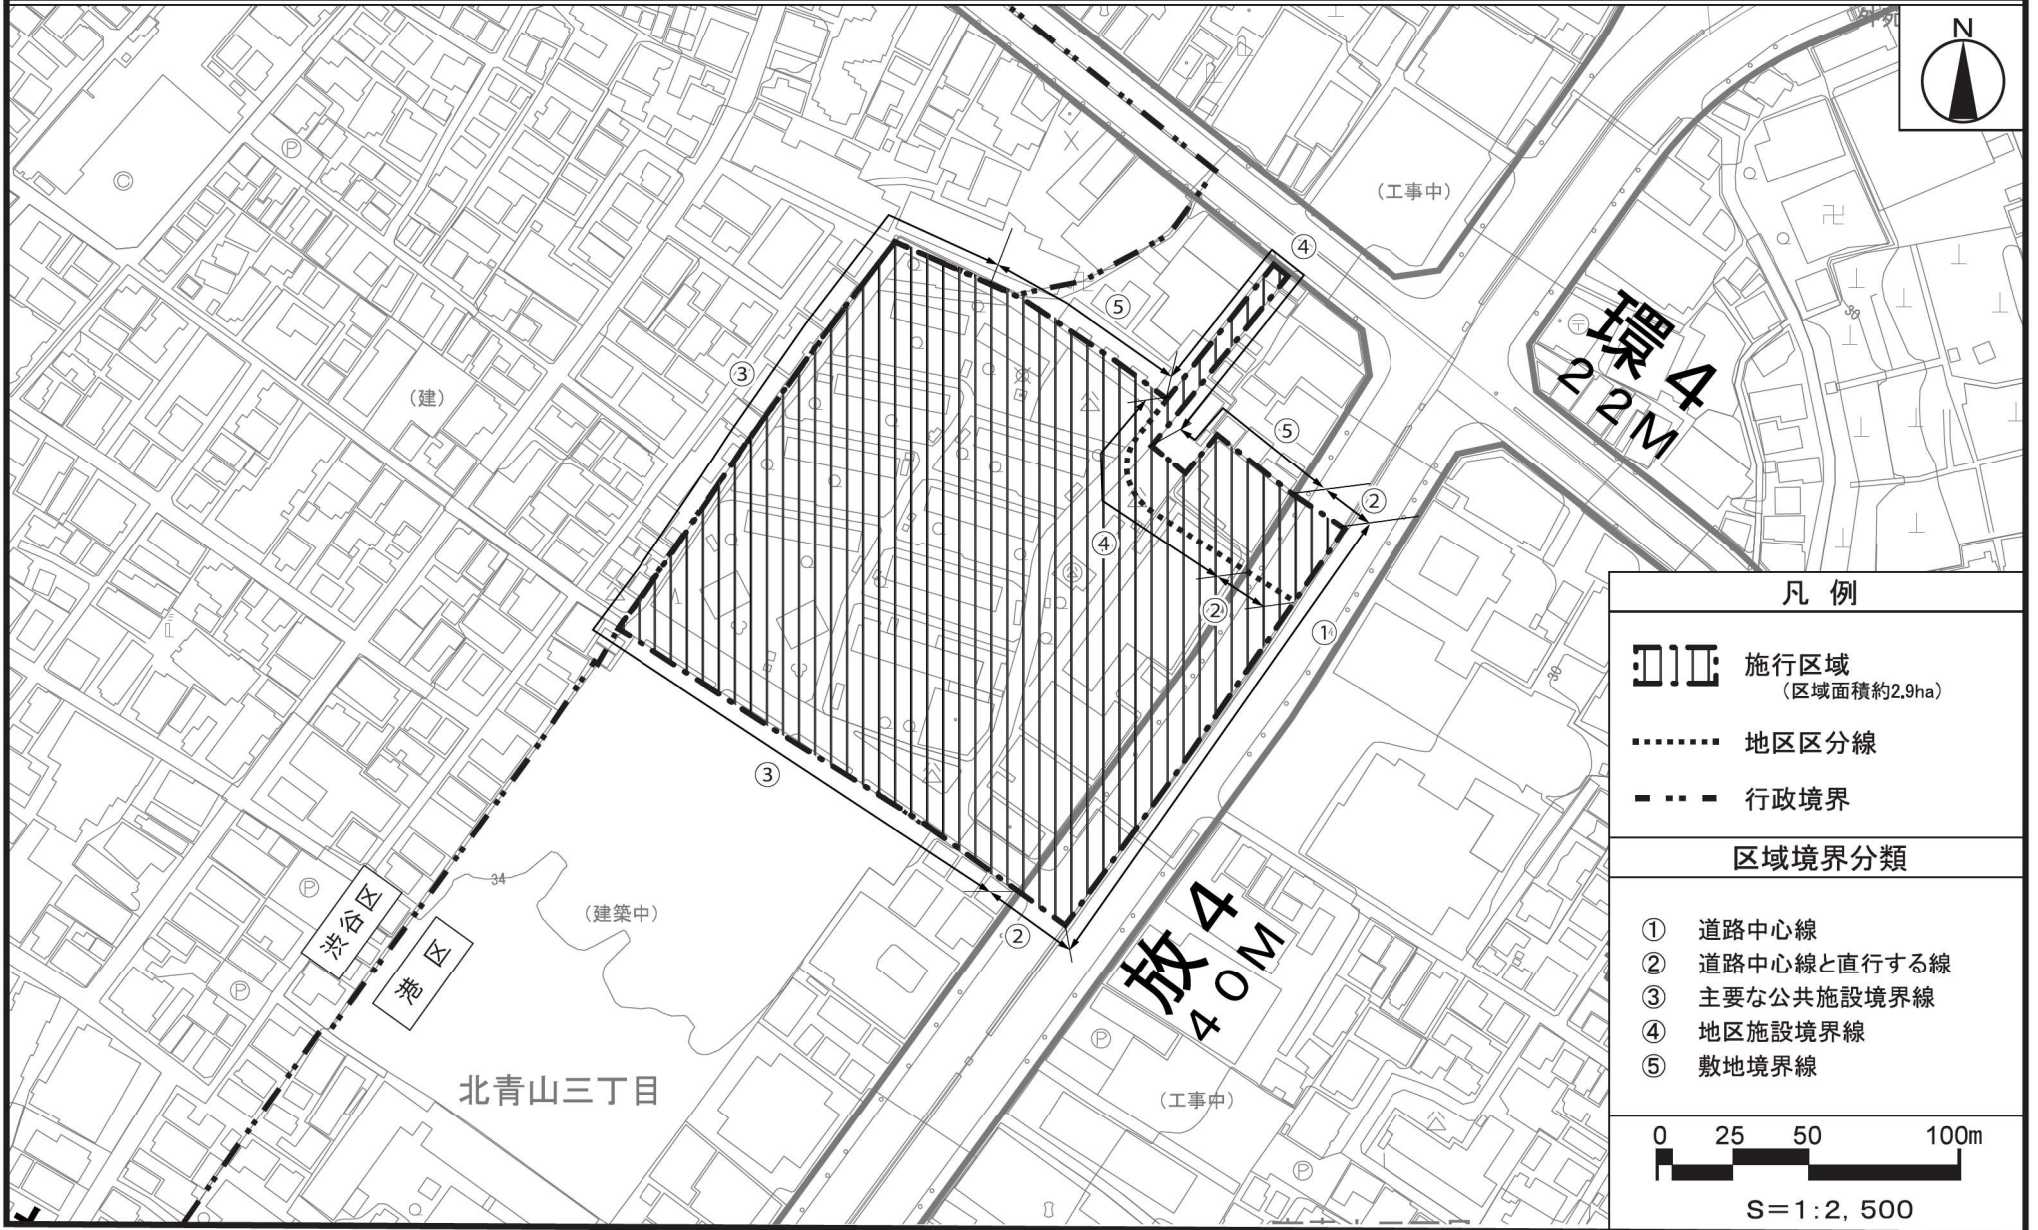 N
(工事中)
④
⑤
環4
22M
30
③
(建)
⑤
②
④
②
①
30
③
34
(建築中)
渋谷区
港区
②
放4
40M
(工事中)
北青山三丁目
凡 例
施行区域
(区域面積約2.9ha)
地区区分線
行政境界
区域境界分類
① 道路中心線
② 道路中心線と直行する線
③ 主要な公共施設境界線
④ 地区施設境界線
⑤ 敷地境界線
0 25 50 100m
S=1:2,500